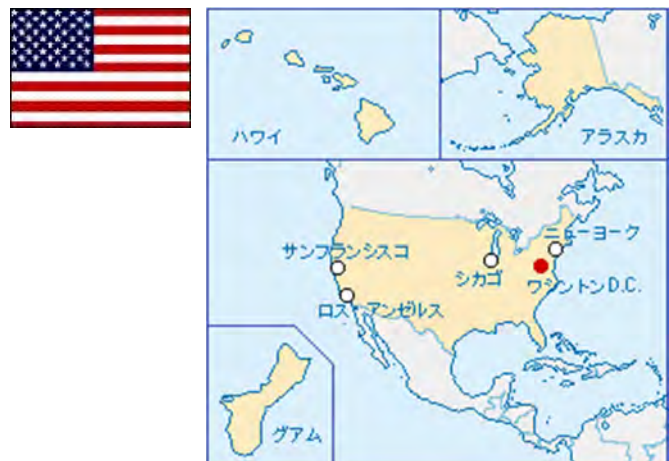 ハワイ
アラスカ
ニューヨーク
サンフランシスコ
シカゴ
ワシントンD.C.
ロス・アンゼルス
グアム